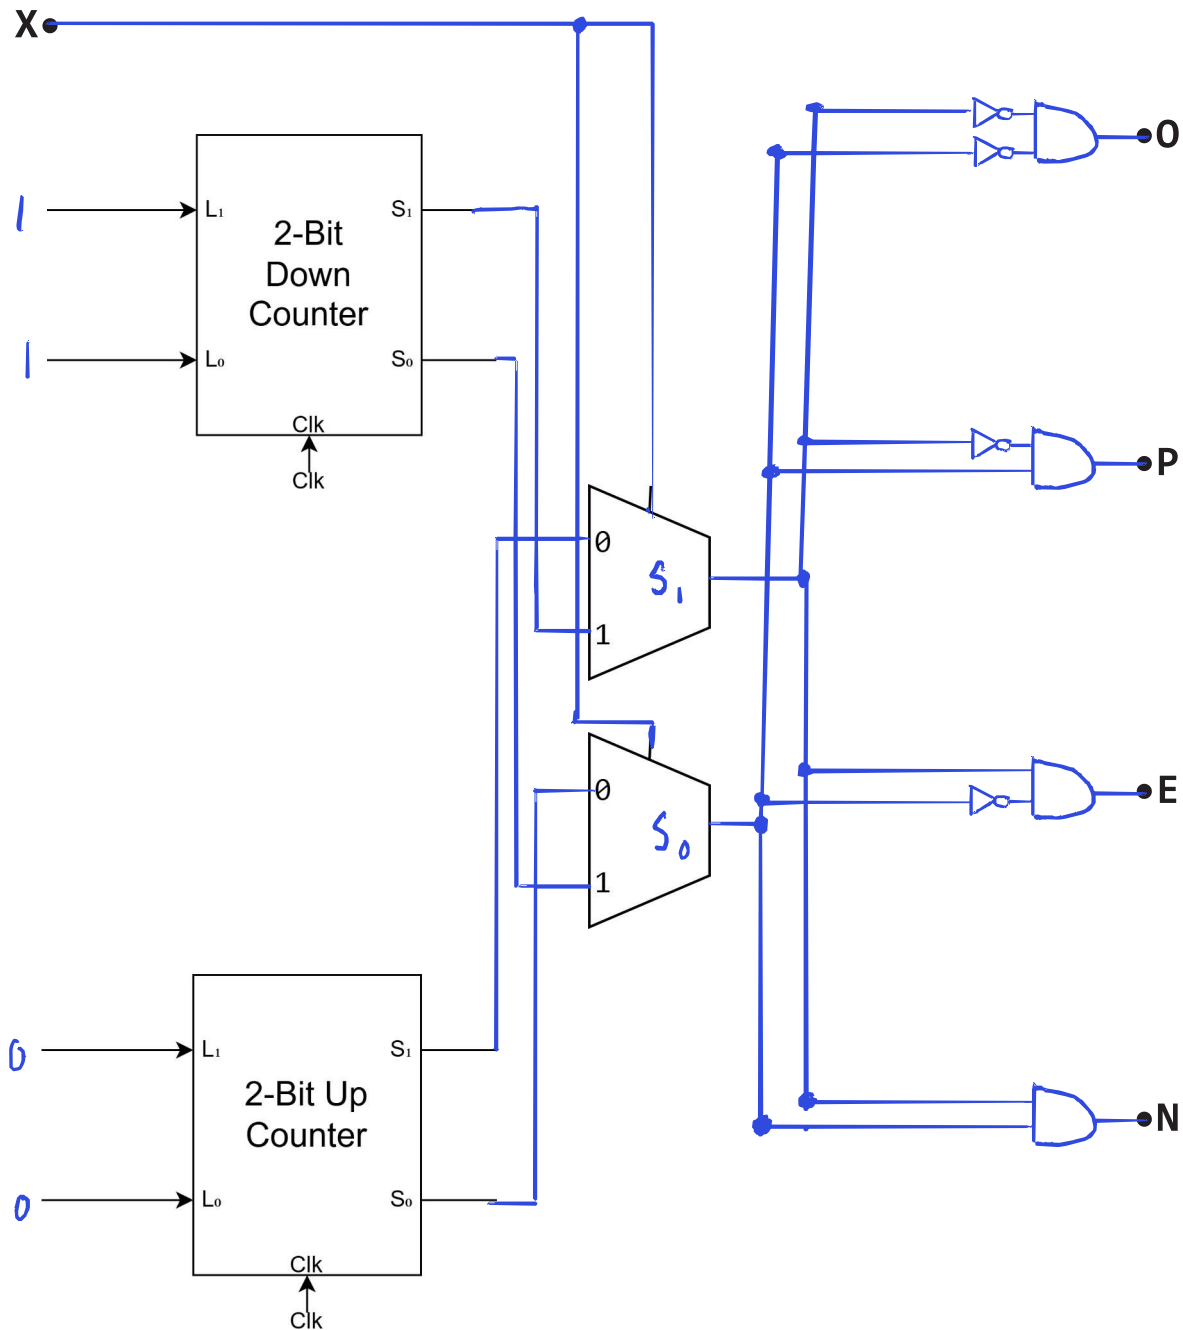 X
O
1
L₁
S₁
2-Bit
Down
Counter
1
L₀
S₀
Clk
Clk
P
0
S₁
1
0
E
S₀
1
0
L₁
S₁
2-Bit Up
Counter
N
0
L₀
S₀
Clk
Clk